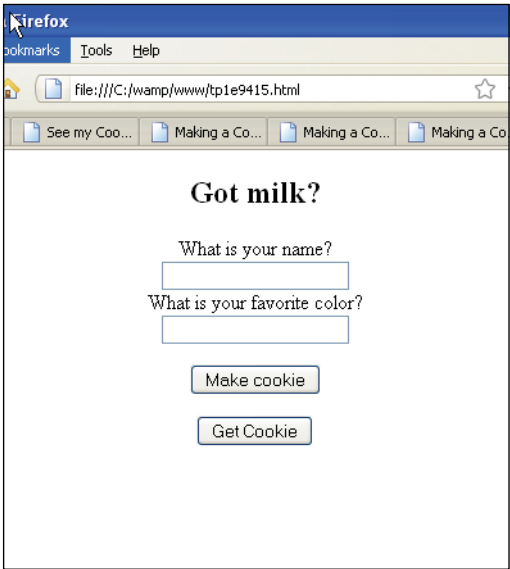 Firefox
ookmarks Tools Help
file:///C:/wamp/www/tp1e9415.html
See my Coo... Making a Co... Making a Co... Making a Co
Got milk?
What is your name?
What is your favorite color?
Make cookie
Get Cookie